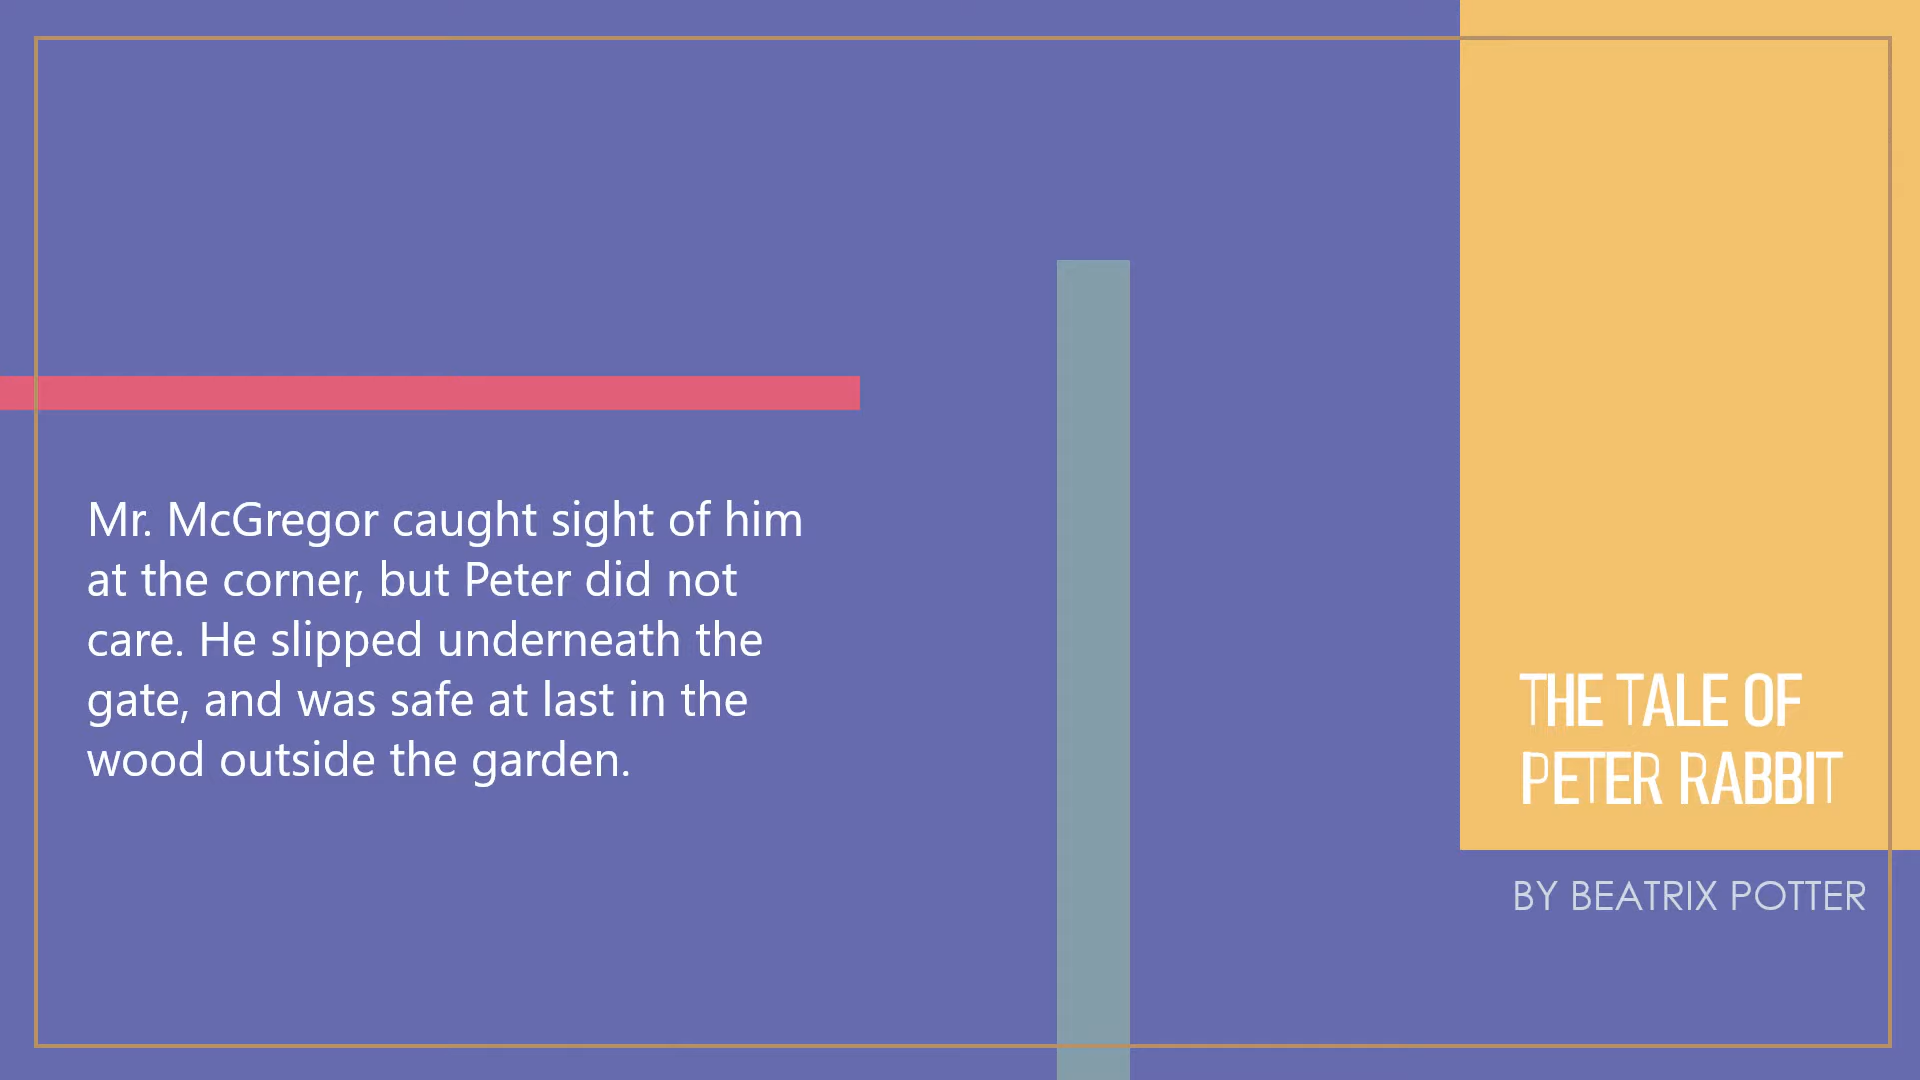 Mr. McGregor caught sight of him
at the corner, but Peter did not
care. He slipped underneath the
gate, and was safe at last in the
wood outside the garden.
THE TALE OF
PETER RABBIT
BY BEATRIX POTTER